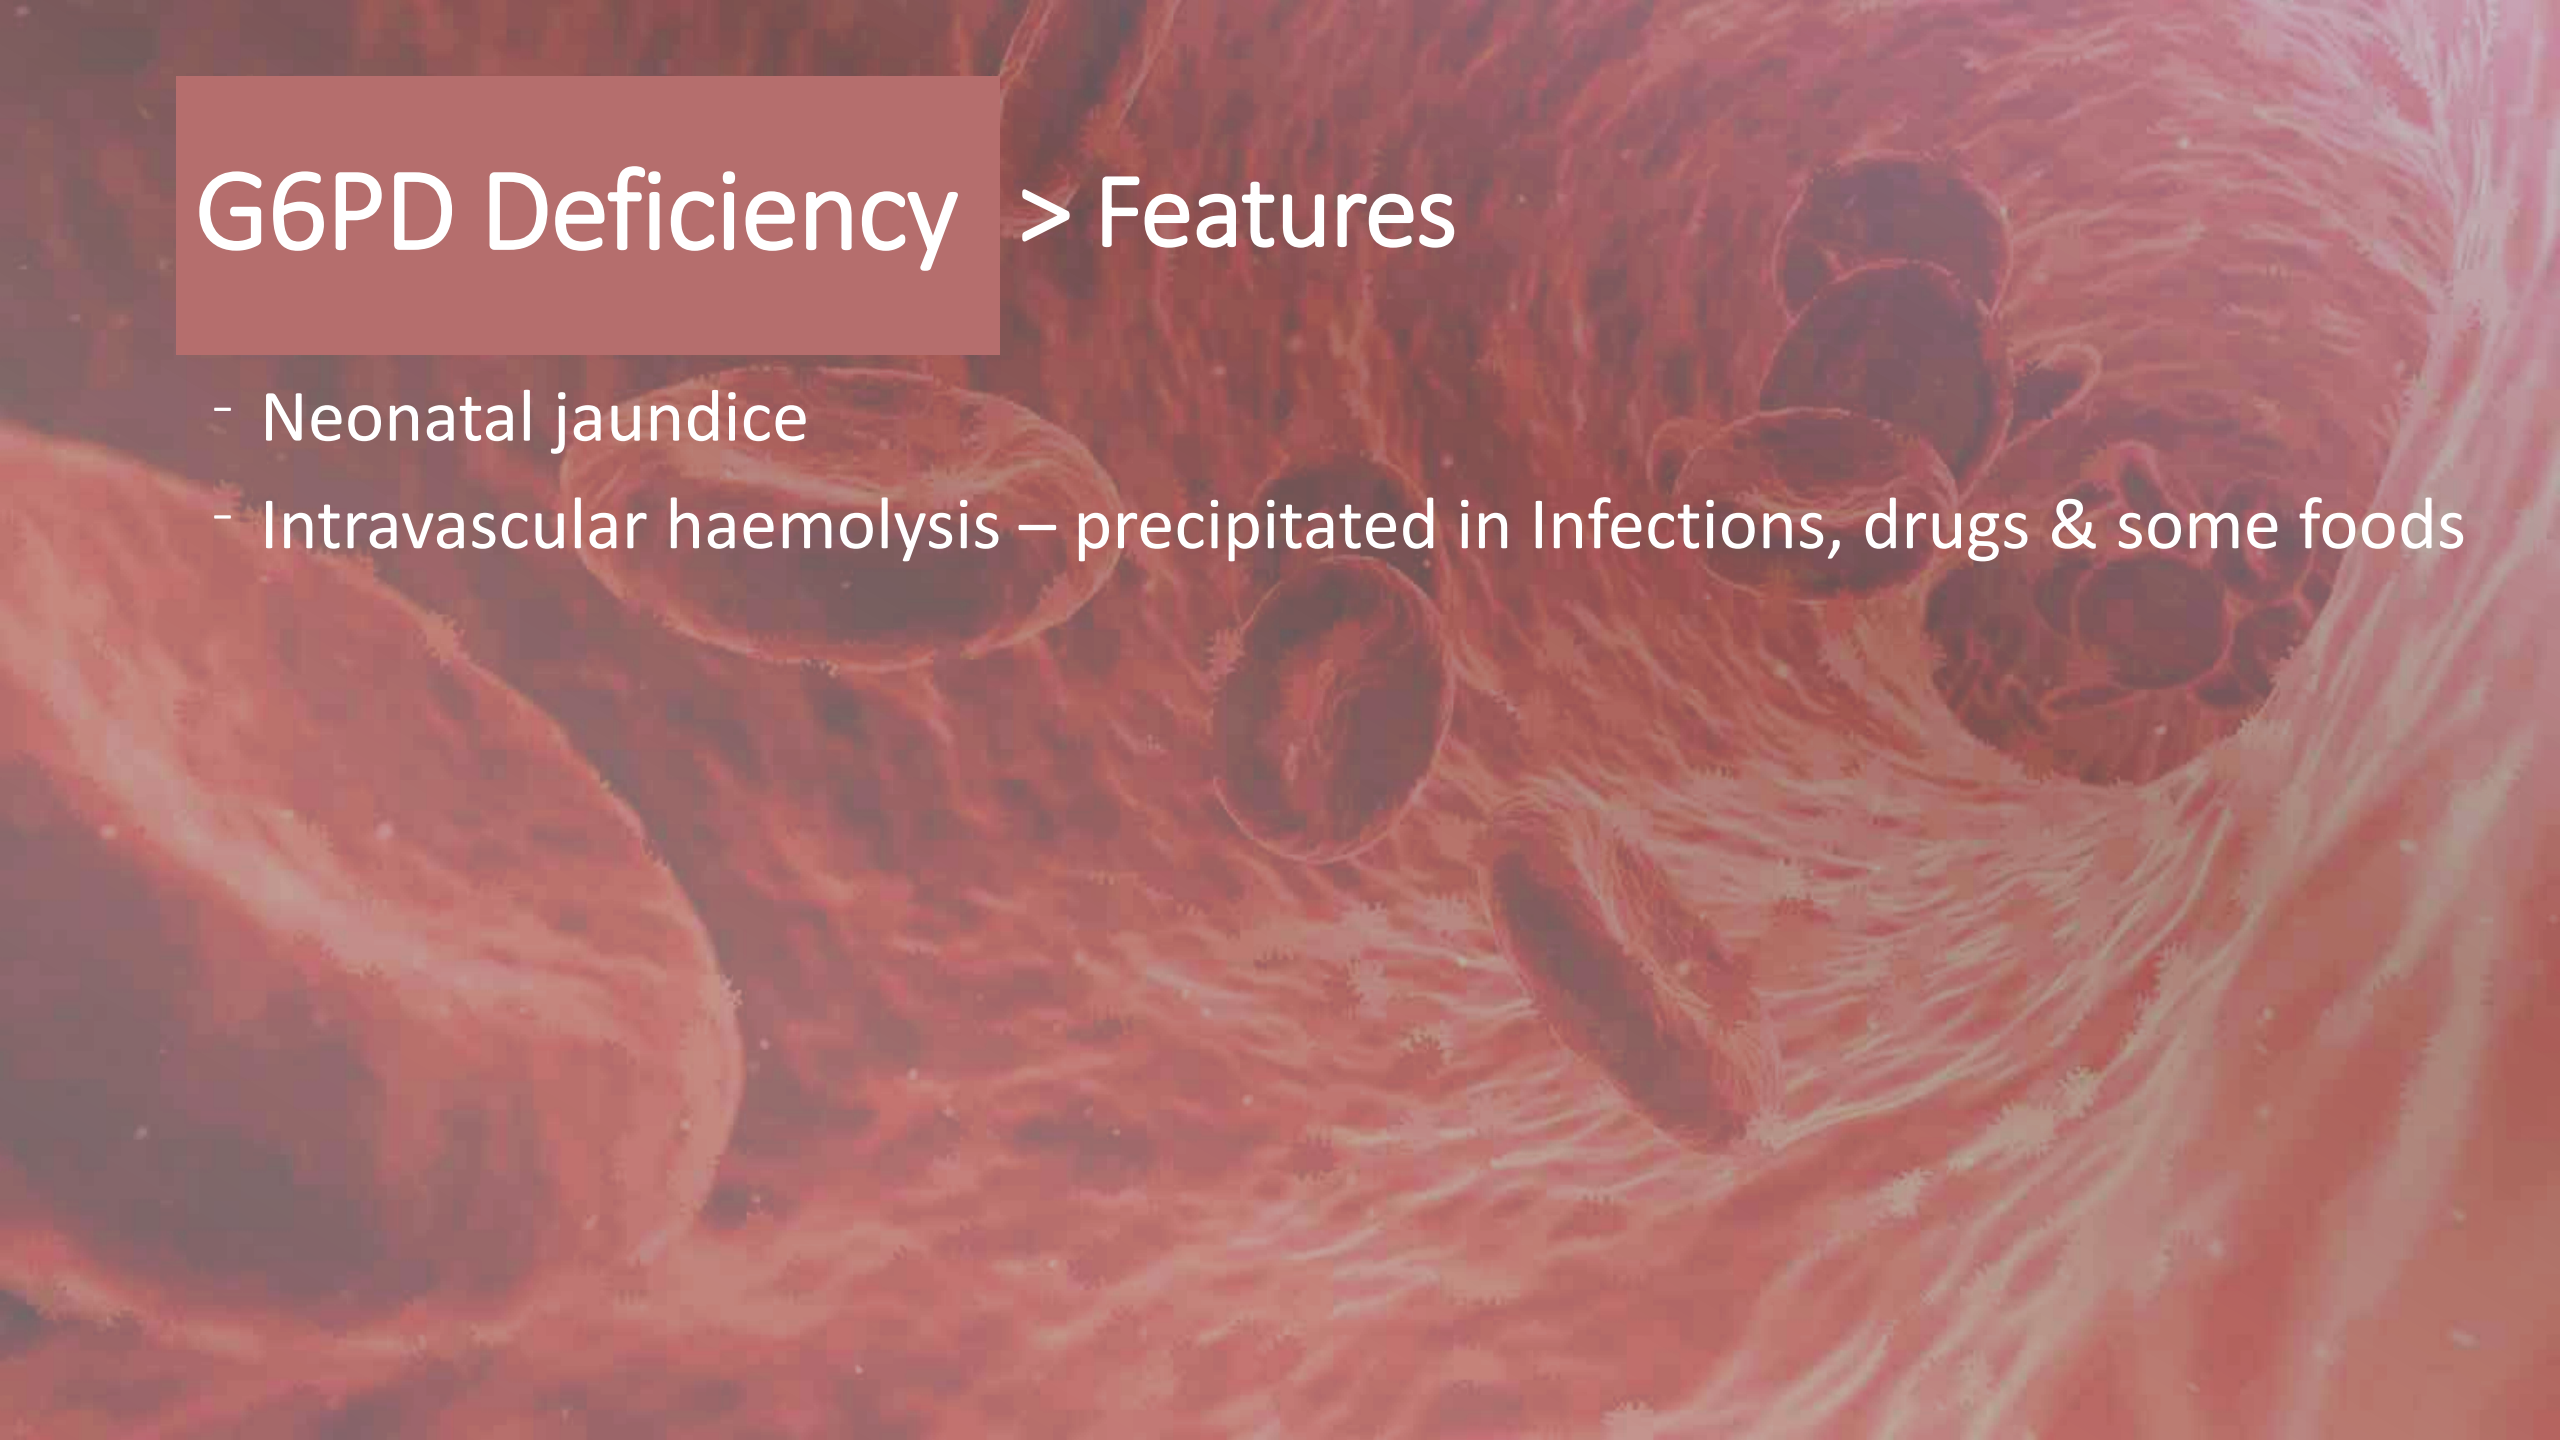 G6PD Deficiency > Features
- Neonatal jaundice
- Intravascular haemolysis – precipitated in Infections, drugs & some foods